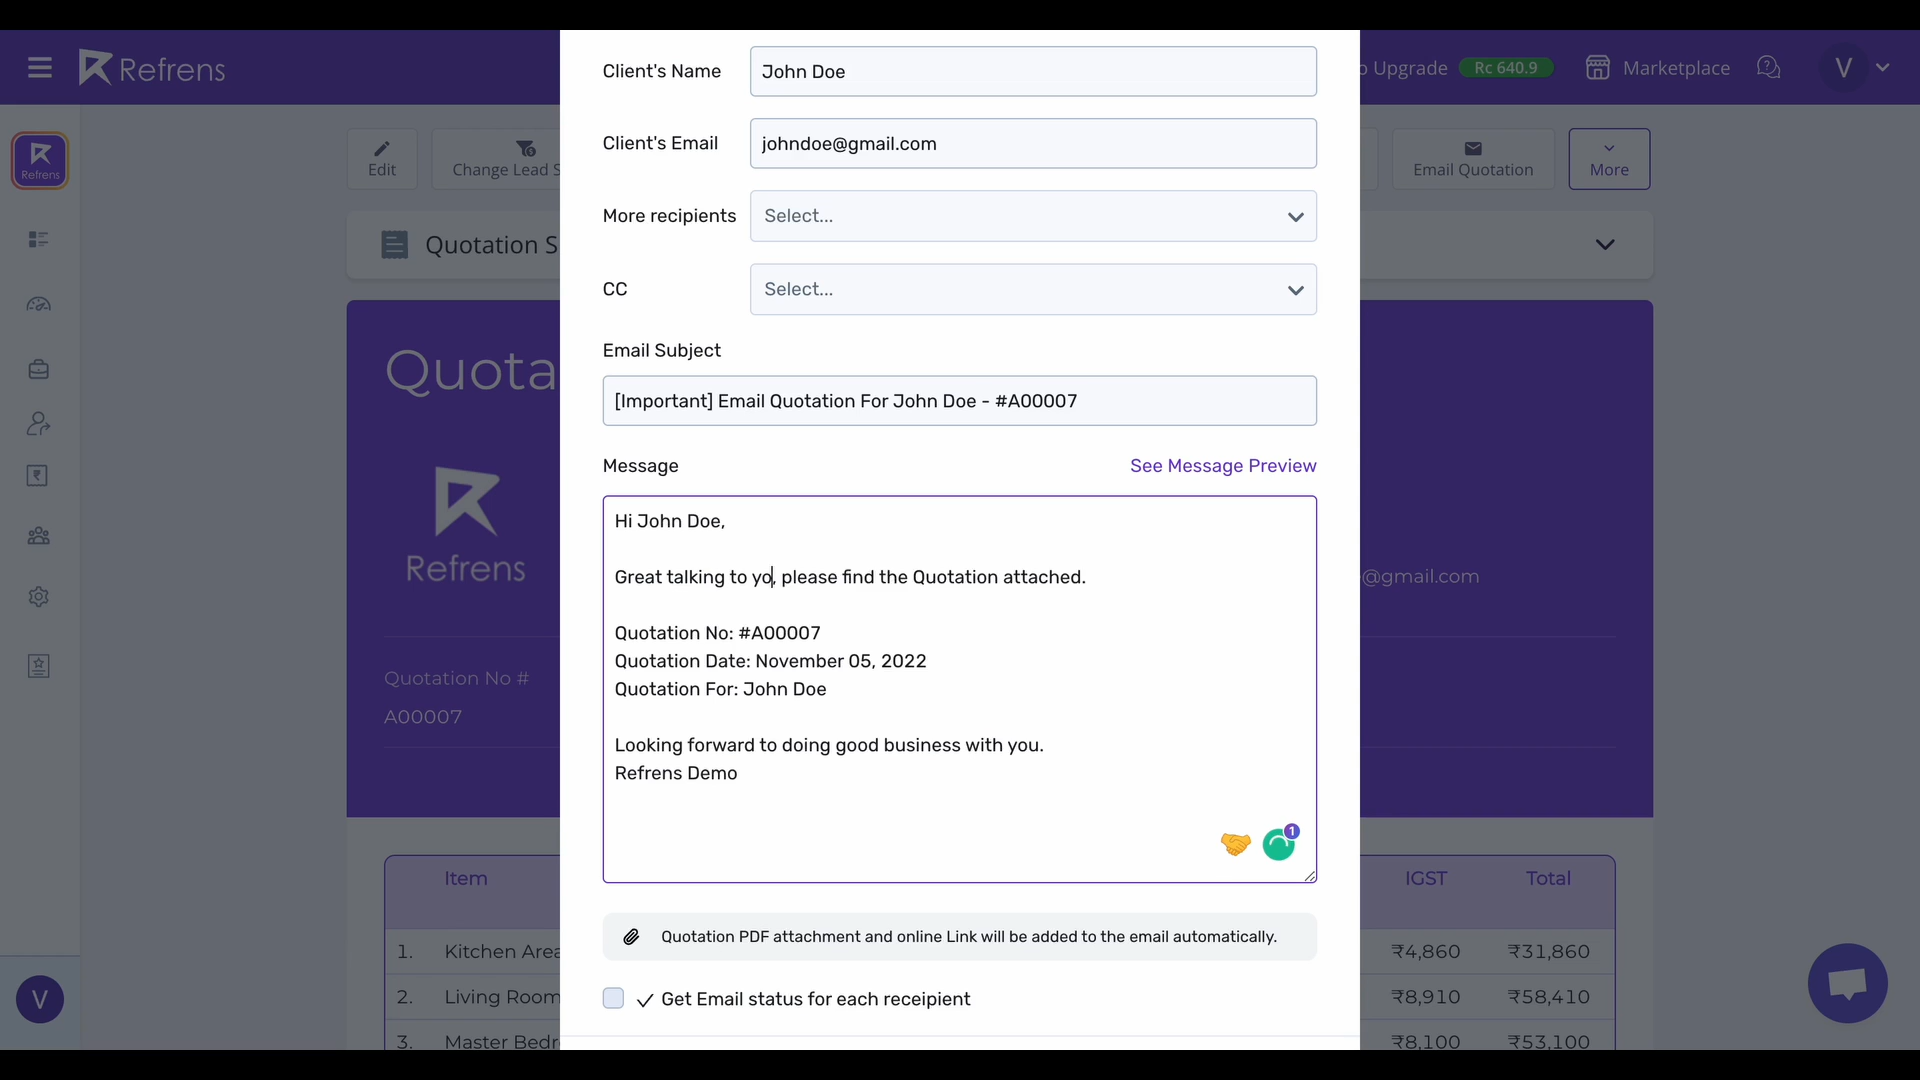 Refrens
o Upgrade
Rc 640.9
Marketplace
V
Refrens
Edit
Change Lead S
Email Quotation
More
Quotation S
Quota
Refrens
e@gmail.com
Quotation No #
A00007
Item
IGST
Total
1. Kitchen Area ₹4,860 ₹31,860
2. Living Room ₹8,910 ₹58,410
3. Master Bedr ₹8,100 ₹53,100
V
Client's Name
John Doe
Client's Email
johndoe@gmail.com
More recipients
Select...
CC
Select...
Email Subject
[Important] Email Quotation For John Doe - #A00007
Message
See Message Preview
Hi John Doe,
Great talking to yo, please find the Quotation attached.
Quotation No: #A00007
Quotation Date: November 05, 2022
Quotation For: John Doe
Looking forward to doing good business with you.
Refrens Demo
1
Quotation PDF attachment and online Link will be added to the email automatically.
Get Email status for each receipient